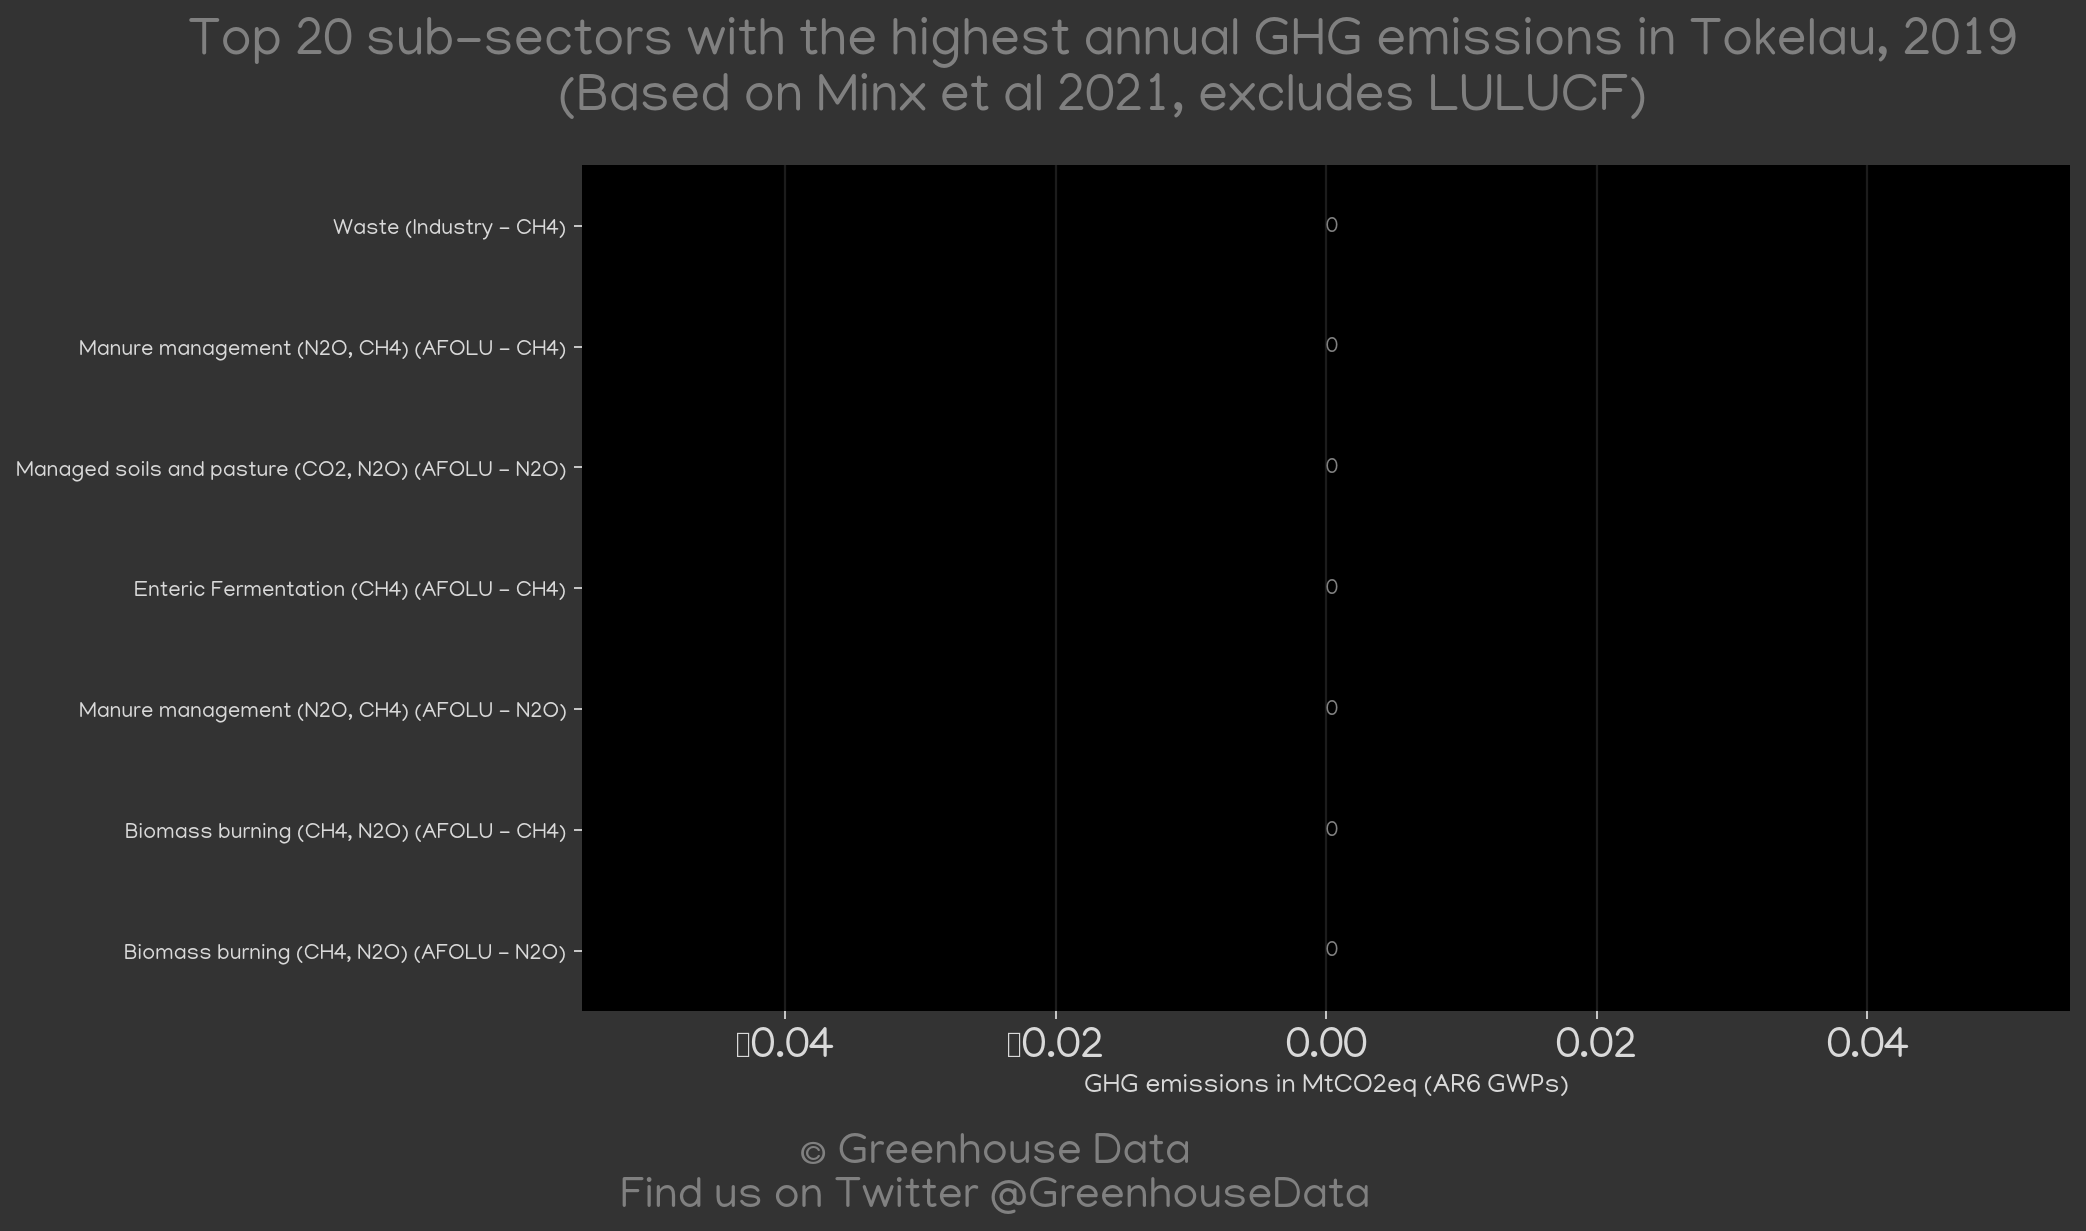 Top 20 sub-sectors with the highest annual GHG emissions in Tokelau, 2019
(Based on Minx et al 2021, excludes LULUCF)
Waste (Industry - CH4)
0
Manure management (N2O, CH4) (AFOLU - CH4)
0
Managed soils and pasture (CO2, N2O) (AFOLU - N2O)
0
Enteric Fermentation (CH4) (AFOLU - CH4)
0
Manure management (N2O, CH4) (AFOLU - N2O)
0
Biomass burning (CH4, N2O) (AFOLU - CH4)
0
Biomass burning (CH4, N2O) (AFOLU - N2O)
0
▯0.04 ▯0.02 0.00 0.02 0.04
GHG emissions in MtCO2eq (AR6 GWPs)
© Greenhouse Data
Find us on Twitter @GreenhouseData